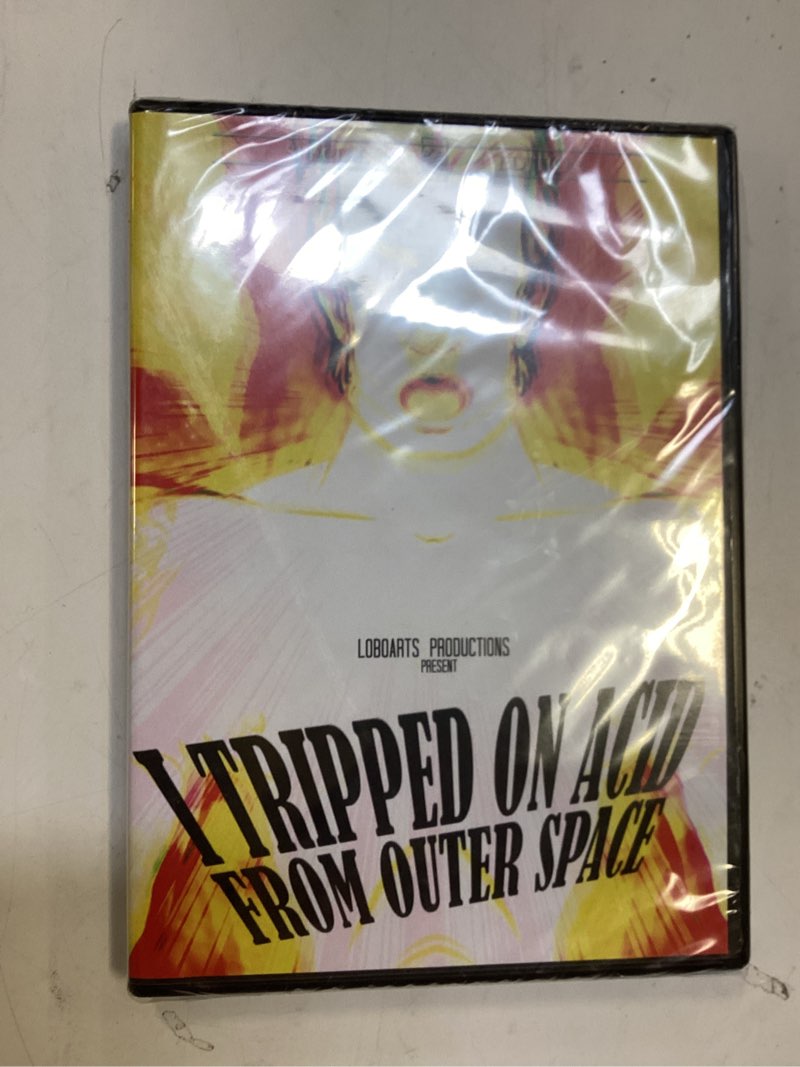 LOBOARTS PRODUCTIONS
PRESENT
I TRIPPED ON ACID
FROM OUTER SPACE